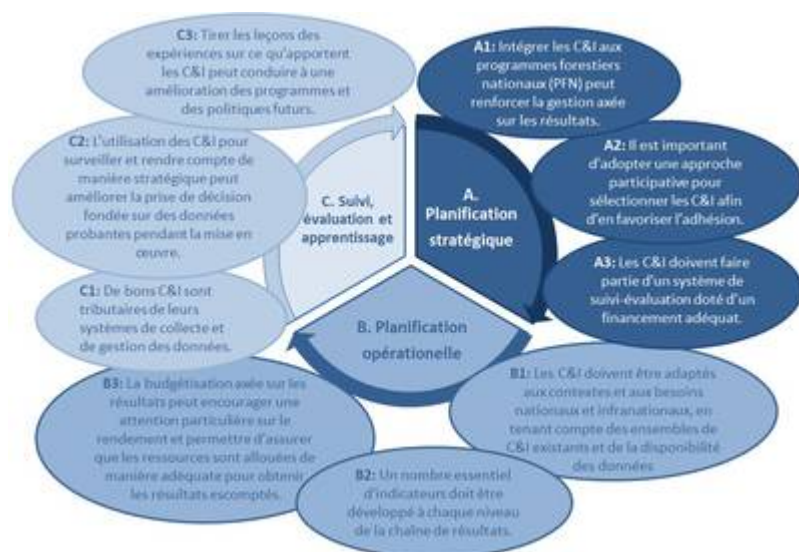 A.
Planification
stratégique
A1: Intégrer les C&I aux
programmes forestiers
nationaux (PFN) peut
renforcer la gestion axée
sur les résultats.
A2: Il est important
d'adopter une approche
participative pour
sélectionner les C&I afin
d'en favoriser l'adhésion.
A3: Les C&I doivent faire
partie d'un système de
suivi-évaluation doté d'un
financement adéquat.
B. Planification
opérationelle
B1: Les C&I doivent être adaptés
aux contextes et aux besoins
nationaux et infranationaux, en
tenant compte des ensembles de
C&I existants et de la disponibilité
des données
B2: Un nombre essentiel
d'indicateurs doit être
développé à chaque niveau
de la chaîne de résultats.
B3: La budgétisation axée sur les
résultats peut encourager une
attention particulière sur le
rendement et permettre d'assurer
que les ressources sont allouées de
manière adéquate pour obtenir
les résultats escomptés.
C. Suivi,
évaluation et
apprentissage
C1: De bons C&I sont
tributaires de leurs
systèmes de collecte et
de gestion des données.
C2: L'utilisation des C&I pour
surveiller et rendre compte de
manière stratégique peut
améliorer la prise de décision
fondée sur des données
probantes pendant la mise en
œuvre.
C3: Tirer les leçons des
expériences sur ce qu'apportent
les C&I peut conduire à une
amélioration des programmes et
des politiques futurs.